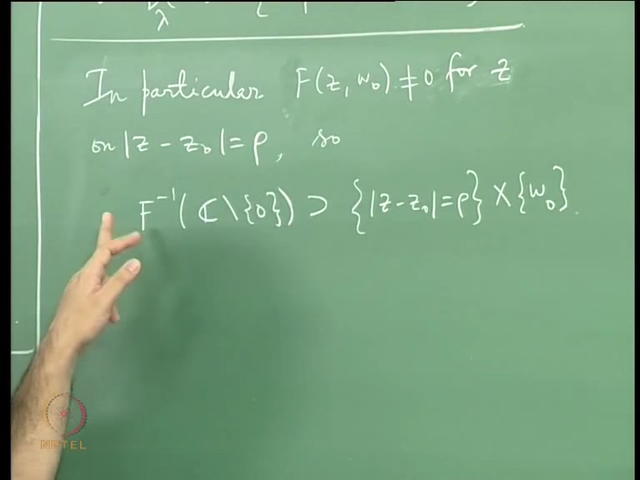 λ
In particular F(z, w₀) ≠ 0 for z
on |z - z₀| = ρ, so
F⁻¹(ℂ \ {0}) ⊃ {|z - z₀| = ρ} × {w₀}.
NPTEL